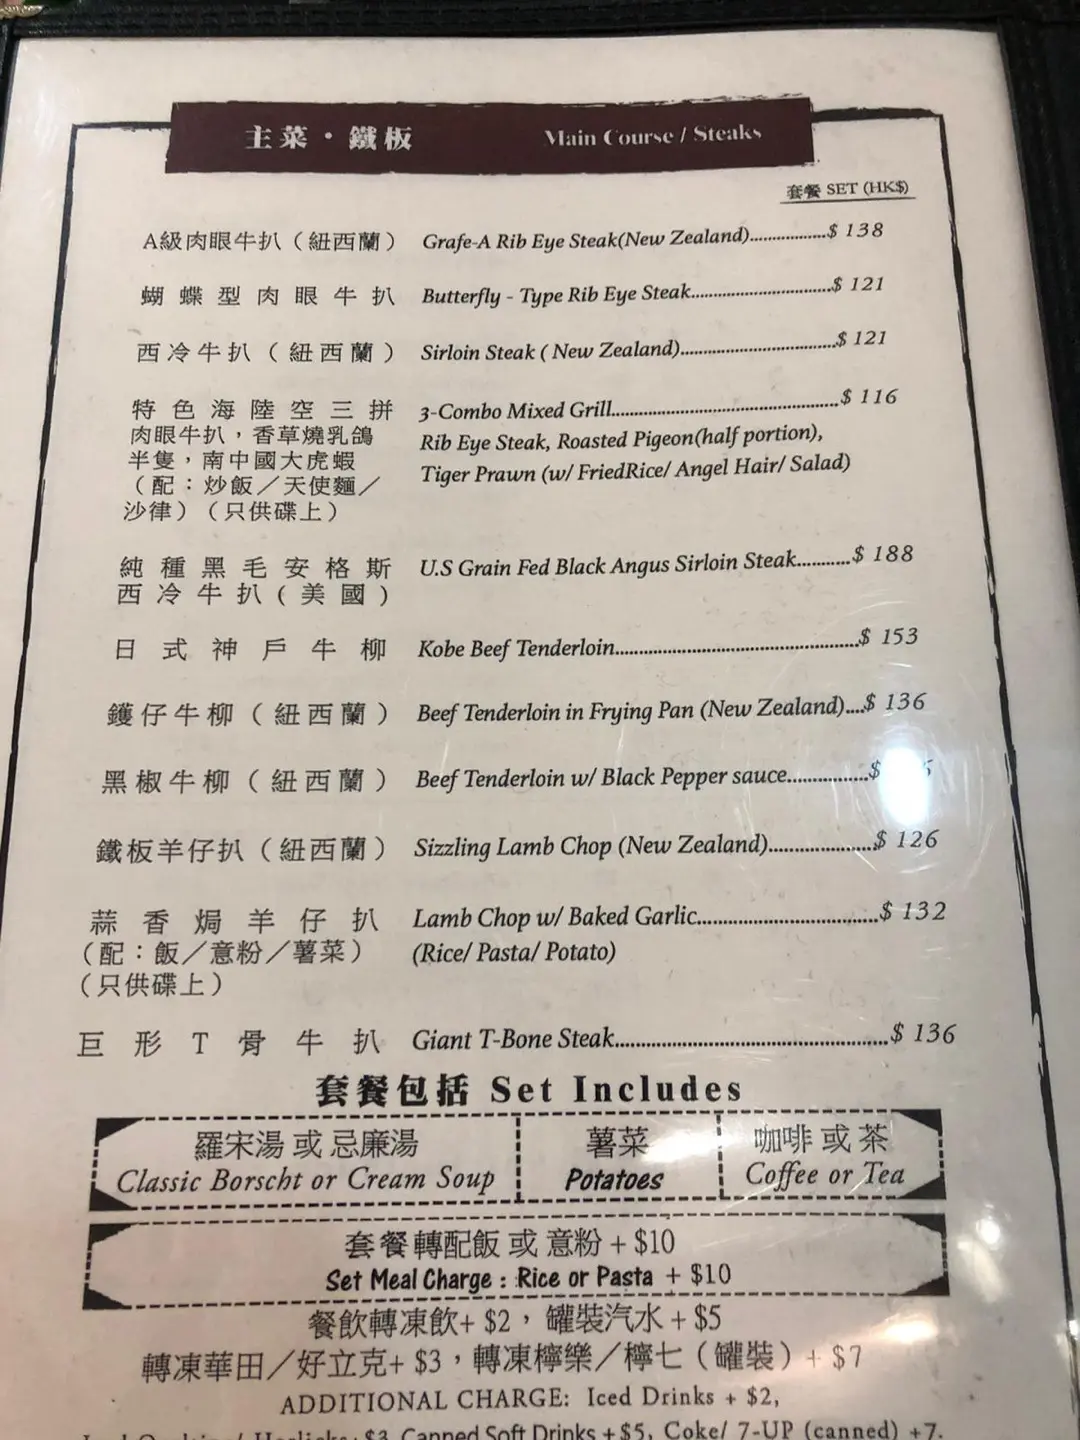 主菜・鐵板 Main Course / Steaks
套餐 SET (HK$)
A級肉眼牛扒（紐西蘭） Grafe-A Rib Eye Steak(New Zealand)................$ 138
蝴蝶型肉眼牛扒 Butterfly - Type Rib Eye Steak.............................$ 121
西冷牛扒（紐西蘭） Sirloin Steak ( New Zealand)................................$ 121
特色海陸空三拼 3-Combo Mixed Grill...............................................$ 116
肉眼牛扒，香草燒乳鴿 Rib Eye Steak, Roasted Pigeon(half portion),
半隻，南中國大虎蝦 Tiger Prawn (w/ FriedRice/ Angel Hair/ Salad)
（配：炒飯／天使麵／
沙律）（只供碟上）
純種黑毛安格斯 U.S Grain Fed Black Angus Sirloin Steak...........$ 188
西冷牛扒(美國)
日式神戶牛柳 Kobe Beef Tenderloin..................................................$ 153
鑊仔牛柳（紐西蘭） Beef Tenderloin in Frying Pan (New Zealand)....$ 136
黑椒牛柳（紐西蘭） Beef Tenderloin w/ Black Pepper sauce.................$
鐵板羊仔扒（紐西蘭） Sizzling Lamb Chop (New Zealand).....................$ 126
蒜香焗羊仔扒 Lamb Chop w/ Baked Garlic.....................................$ 132
（配：飯／意粉／薯菜） (Rice/ Pasta/ Potato)
（只供碟上）
巨形T骨牛扒 Giant T-Bone Steak........................................................$ 136
套餐包括 Set Includes
羅宋湯 或 忌廉湯 薯菜 咖啡 或 茶
Classic Borscht or Cream Soup Potatoes Coffee or Tea
套餐轉配飯 或 意粉 + $10
Set Meal Charge : Rice or Pasta + $10
餐飲轉凍飲+ $2， 罐裝汽水 + $5
轉凍華田／好立克+ $3，轉凍檸樂／檸七（罐裝）+ $7
ADDITIONAL CHARGE: Iced Drinks + $2,
$3, Canned Soft Drinks + $5, Coke/ 7-UP (canned) +7.